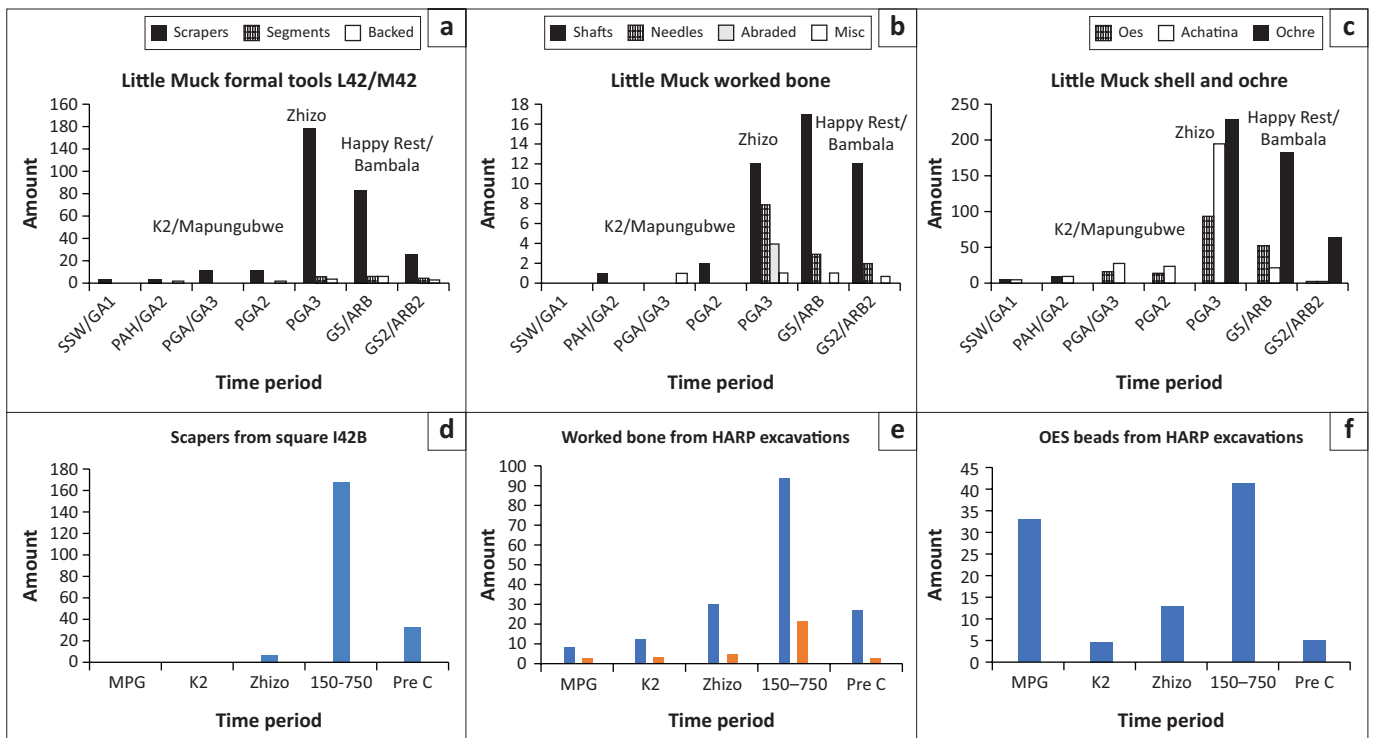 Scrapers Segments Backed
a
Little Muck formal tools L42/M42
Amount
160
180
120
100
80
60
40
20
0
Zhizo
Happy Rest/
Bambala
K2/Mapungubwe
SSW/GA1
PAH/GA2
PGA/GA3
PGA2
PGA3
G5/ARB
GS2/ARB2
Time period
Shafts Needles Abraded Misc
b
Little Muck worked bone
Amount
18
16
14
12
10
8
6
4
2
0
Zhizo
Happy Rest/
Bambala
K2/Mapungubwe
SSW/GA1
PAH/GA2
PGA/GA3
PGA2
PGA3
G5/ARB
GS2/ARB2
Time period
Oes Achatina Ochre
c
Little Muck shell and ochre
Amount
250
200
150
100
50
0
Zhizo
Happy Rest/
Bambala
K2/Mapungubwe
SSW/GA1
PAH/GA2
PGA/GA3
PGA2
PGA3
G5/ARB
GS2/ARB2
Time period
d
Scapers from square I42B
Amount
180
160
140
120
100
80
60
40
20
0
MPG K2 Zhizo 150-750 Pre C
Time period
e
Worked bone from HARP excavations
Amount
100
90
80
70
60
50
40
30
20
10
0
MPG K2 Zhizo 150–750 Pre C
Time period
f
OES beads from HARP excavations
Amount
45
40
35
30
25
20
15
10
5
0
MPG K2 Zhizo 150–750 Pre C
Time period